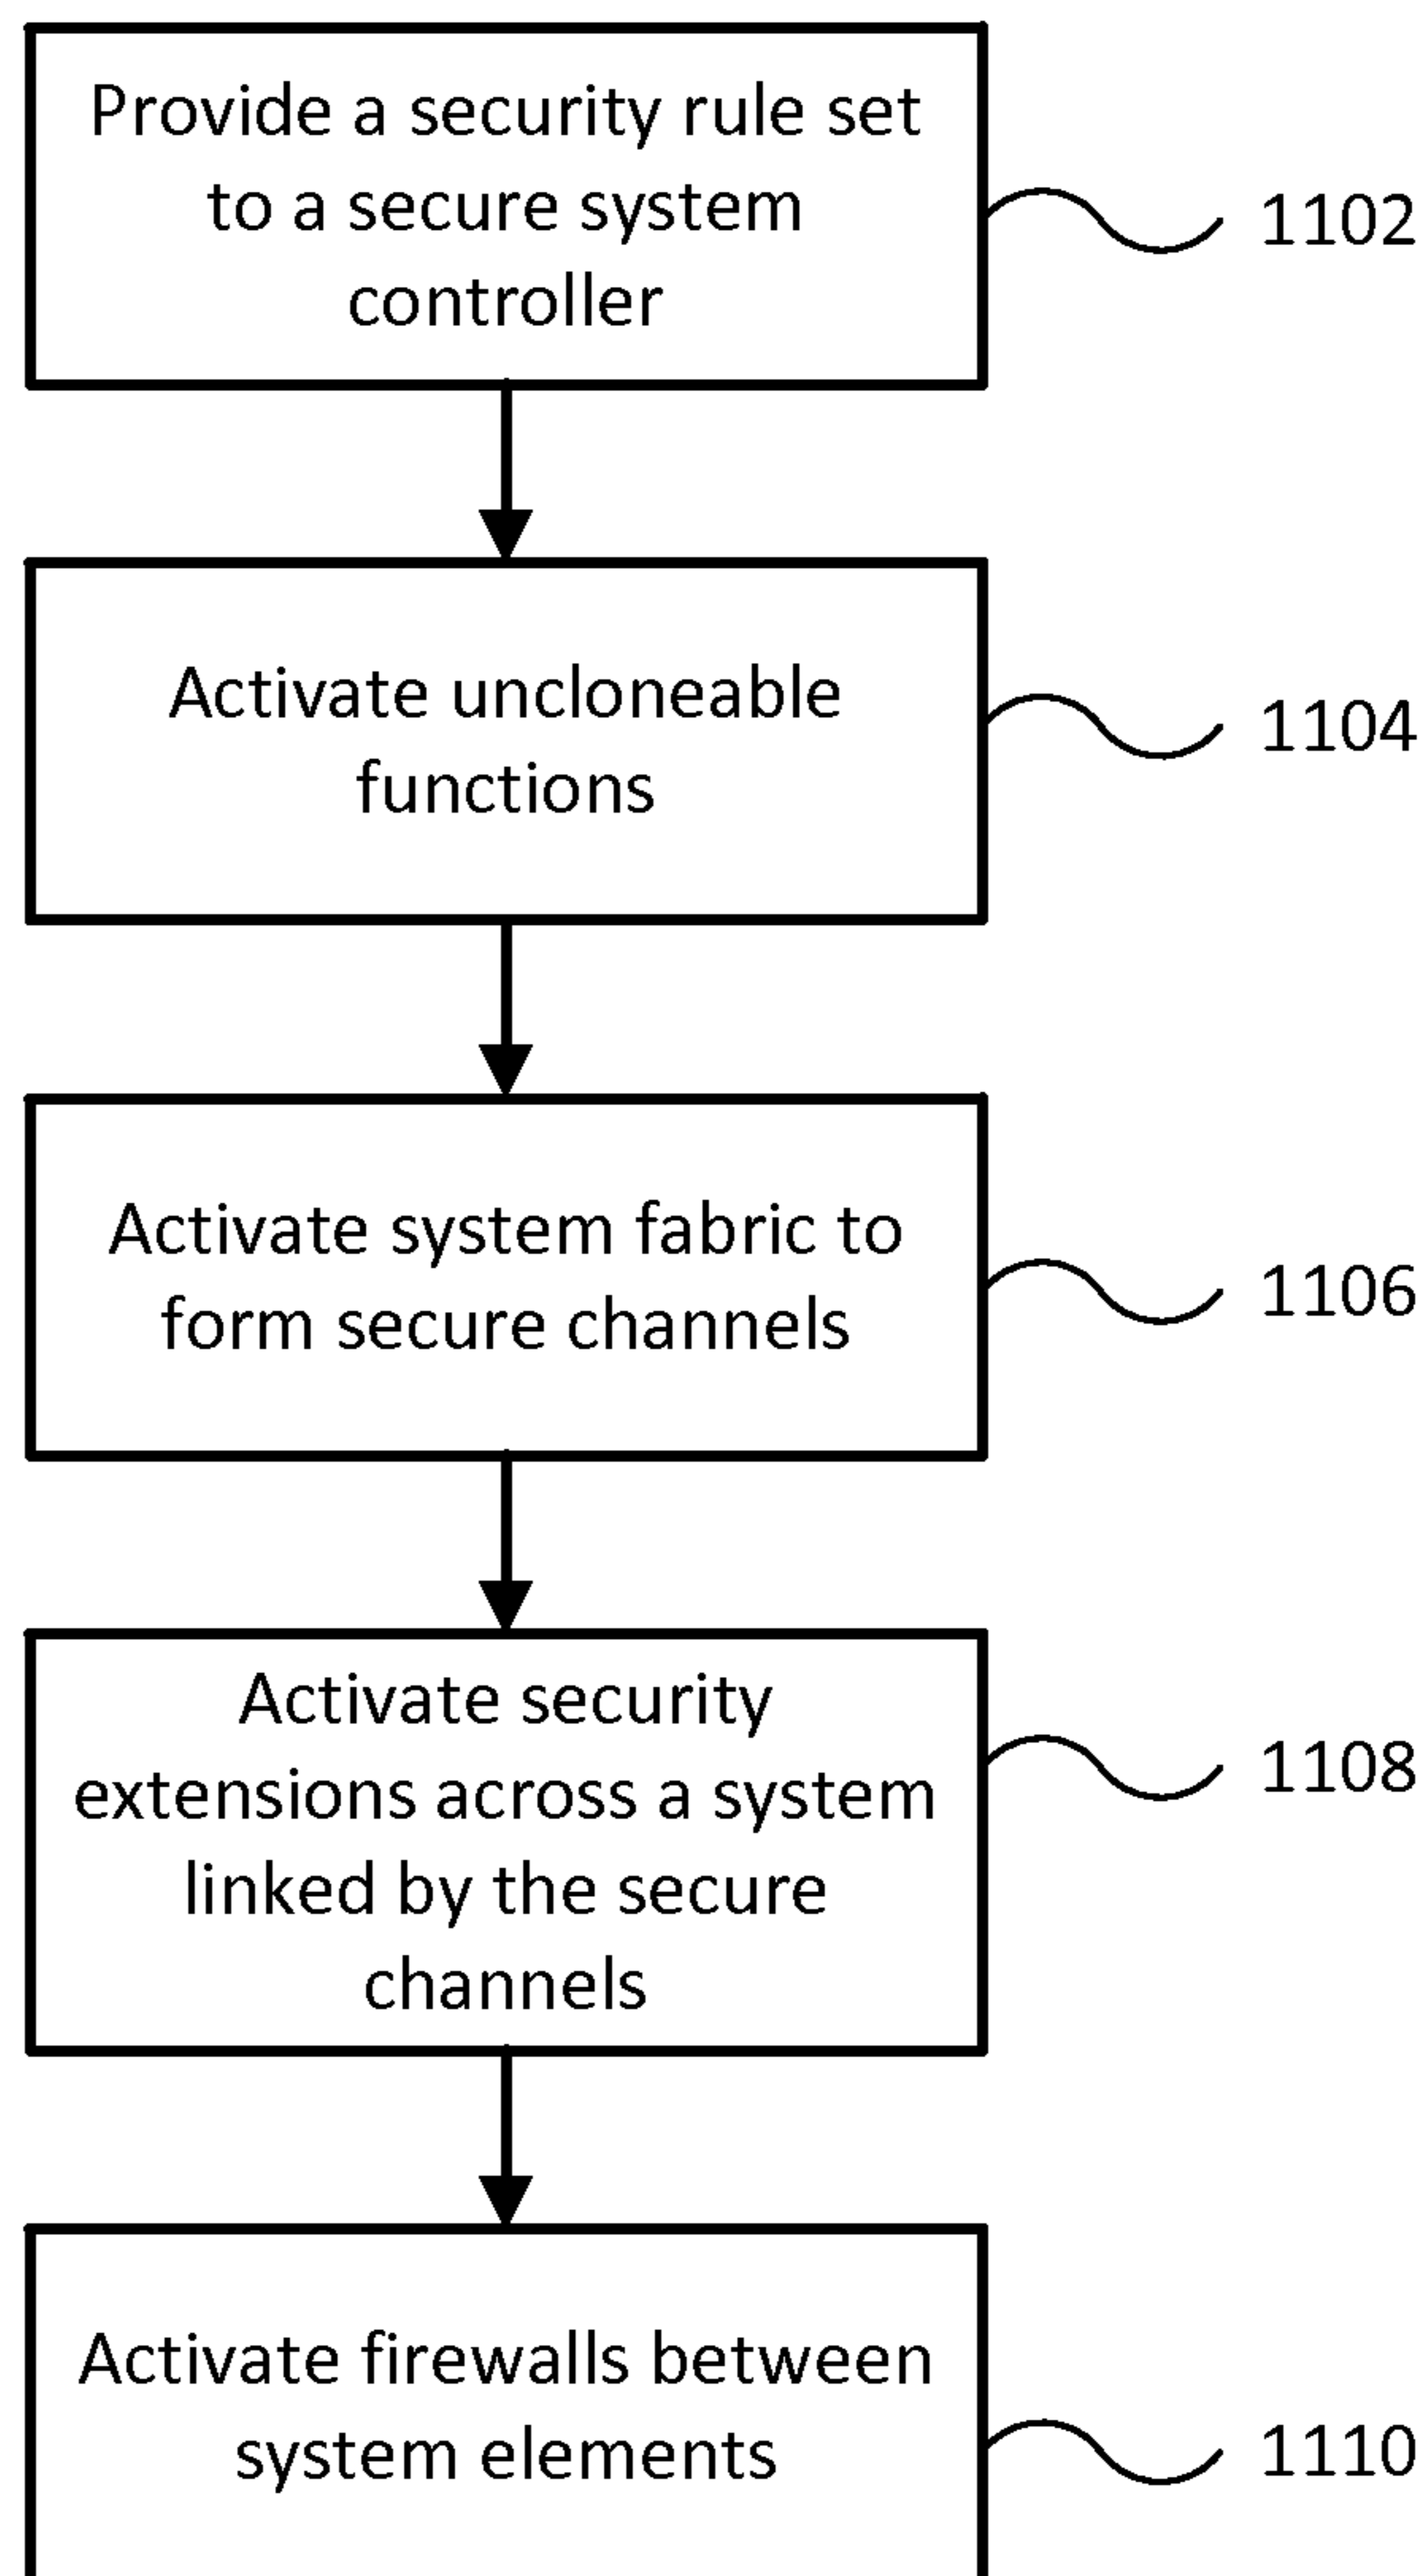 Provide a security rule set
to a secure system
controller
1102
Activate uncloneable
functions
1104
Activate system fabric to
form secure channels
1106
Activate security
extensions across a system
linked by the secure
channels
1108
Activate firewalls between
system elements
1110